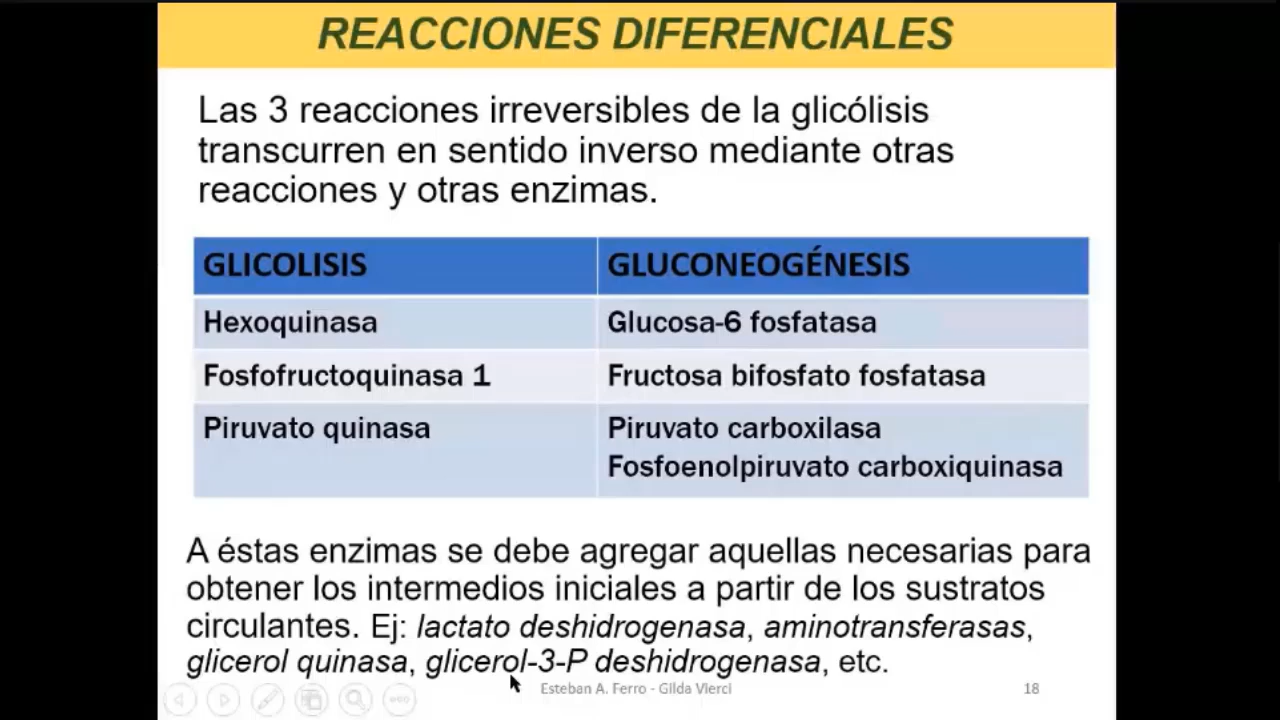 REACCIONES DIFERENCIALES
Las 3 reacciones irreversibles de la glicólisis
transcurren en sentido inverso mediante otras
reacciones y otras enzimas.
GLICOLISIS
GLUCONEOGÉNESIS
Hexoquinasa
Glucosa-6 fosfatasa
Fosfofructoquinasa 1
Fructosa bifosfato fosfatasa
Piruvato quinasa
Piruvato carboxilasa
Fosfoenolpiruvato carboxiquinasa
A éstas enzimas se debe agregar aquellas necesarias para
obtener los intermedios iniciales a partir de los sustratos
circulantes. Ej: lactato deshidrogenasa, aminotransferasas,
glicerol quinasa, glicerol-3-P deshidrogenasa, etc.
Esteban A. Ferro - Gilda Vierci
18